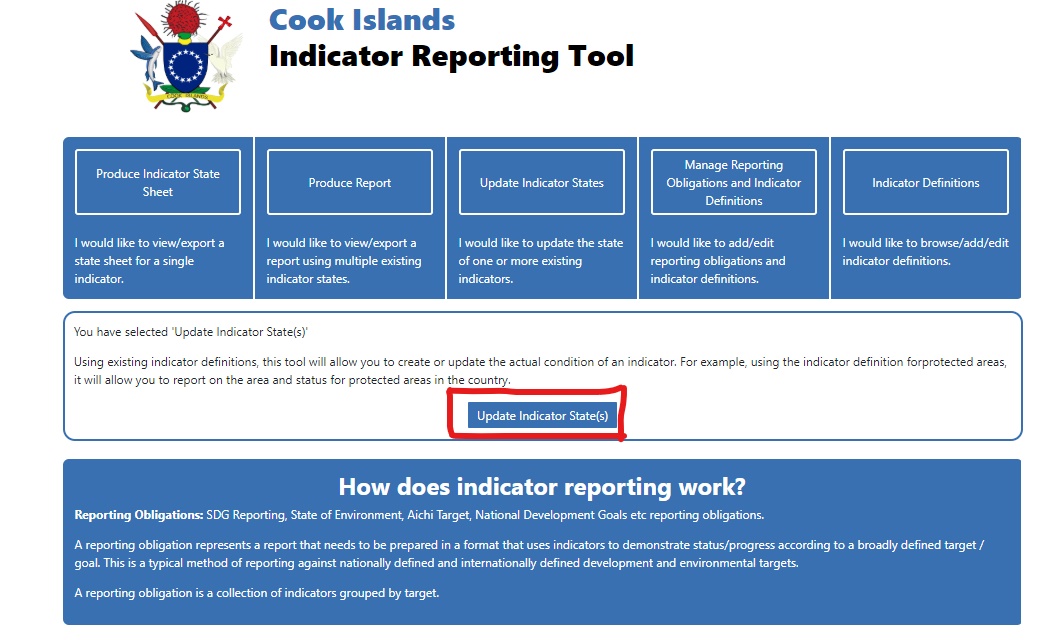 Cook Islands
Indicator Reporting Tool
COOK ISLANDS
Produce Indicator State
Sheet
I would like to view/export a
state sheet for a single
indicator.
Produce Report
I would like to view/export a
report using multiple existing
indicator states.
Update Indicator States
I would like to update the state
of one or more existing
indicators.
Manage Reporting
Obligations and Indicator
Definitions
I would like to add/edit
reporting obligations and
indicator definitions.
Indicator Definitions
I would like to browse/add/edit
indicator definitions.
You have selected 'Update Indicator State(s)'
Using existing indicator definitions, this tool will allow you to create or update the actual condition of an indicator. For example, using the indicator definition forprotected areas,
it will allow you to report on the area and status for protected areas in the country.
Update Indicator State(s)
How does indicator reporting work?
Reporting Obligations: SDG Reporting, State of Environment, Aichi Target, National Development Goals etc reporting obligations.
A reporting obligation represents a report that needs to be prepared in a format that uses indicators to demonstrate status/progress according to a broadly defined target /
goal. This is a typical method of reporting against nationally defined and internationally defined development and environmental targets.
A reporting obligation is a collection of indicators grouped by target.